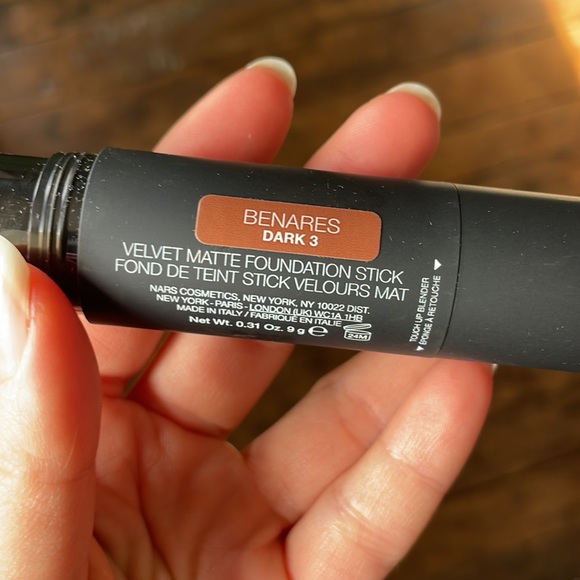 BENARES
DARK 3
VELVET MATTE FOUNDATION STICK
FOND DE TEINT STICK VELOURS MAT
NARS COSMETICS, NEW YORK, NY 10022 DIST.
NEW YORK - PARIS - LONDON (UK) WC1A 1HB
MADE IN ITALY / FABRIQUÉ EN ITALIE
Net Wt. 0.31 Oz. 9 g ℮
24M
TOUCH UP BLENDER
ÉPONGE À RETOUCHE